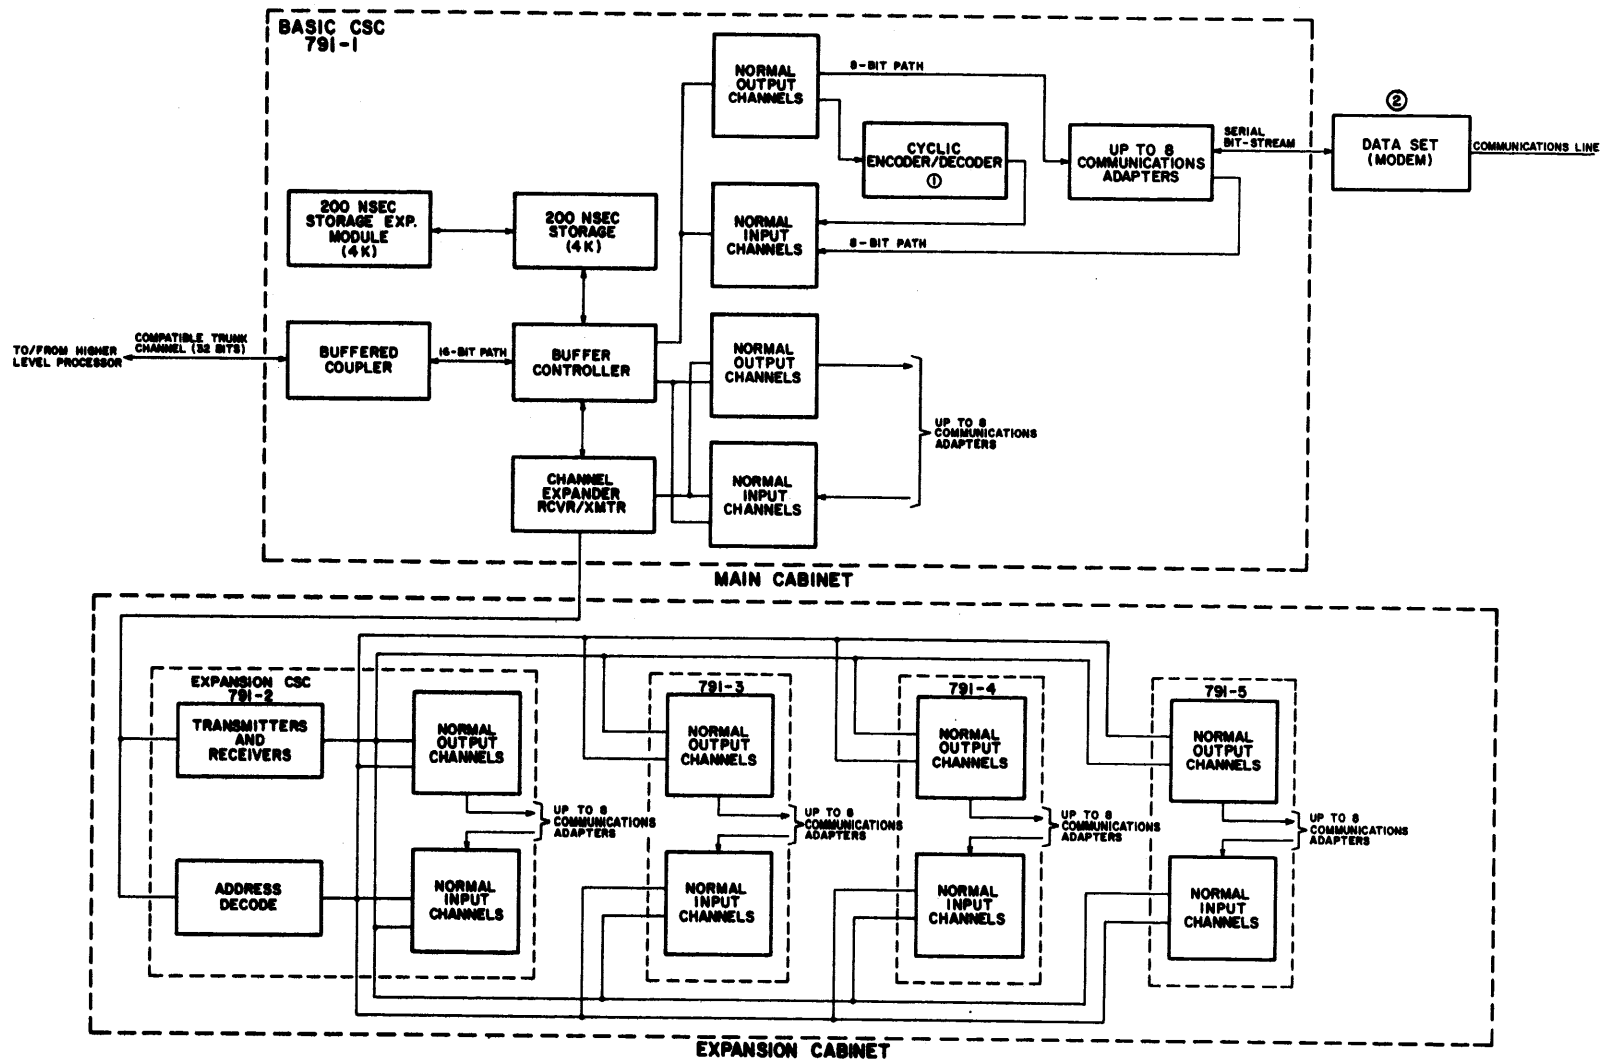 BASIC CSC
791-1
NORMAL
OUTPUT
CHANNELS
8-BIT PATH
CYCLIC
ENCODER/DECODER
①
UP TO 8
COMMUNICATIONS
ADAPTERS
SERIAL
BIT-STREAM
②
DATA SET
(MODEM)
COMMUNICATIONS LINE
200 NSEC
STORAGE EXP.
MODULE
(4K)
200 NSEC
STORAGE
(4K)
NORMAL
INPUT
CHANNELS
8-BIT PATH
TO/FROM HIGHER
LEVEL PROCESSOR
COMPATIBLE TRUNK
CHANNEL (32 BITS)
BUFFERED
COUPLER
16-BIT PATH
BUFFER
CONTROLLER
NORMAL
OUTPUT
CHANNELS
UP TO 8
COMMUNICATIONS
ADAPTERS
CHANNEL
EXPANDER
RCVR/XMTR
NORMAL
INPUT
CHANNELS
MAIN CABINET
EXPANSION CSC
791-2
TRANSMITTERS
AND
RECEIVERS
NORMAL
OUTPUT
CHANNELS
UP TO 8
COMMUNICATIONS
ADAPTERS
ADDRESS
DECODE
NORMAL
INPUT
CHANNELS
791-3
NORMAL
OUTPUT
CHANNELS
UP TO 8
COMMUNICATIONS
ADAPTERS
NORMAL
INPUT
CHANNELS
791-4
NORMAL
OUTPUT
CHANNELS
UP TO 8
COMMUNICATIONS
ADAPTERS
NORMAL
INPUT
CHANNELS
791-5
NORMAL
OUTPUT
CHANNELS
UP TO 8
COMMUNICATIONS
ADAPTERS
NORMAL
INPUT
CHANNELS
EXPANSION CABINET